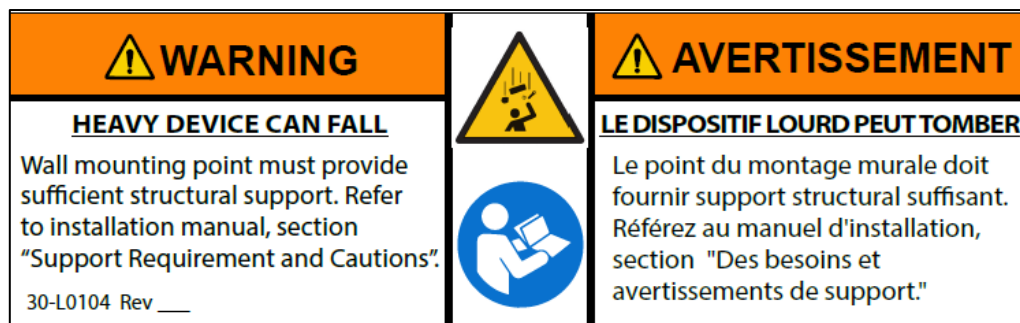 WARNING
HEAVY DEVICE CAN FALL
Wall mounting point must provide
sufficient structural support. Refer
to installation manual, section
“Support Requirement and Cautions”.
30-L0104 Rev ___
AVERTISSEMENT
LE DISPOSITIF LOURD PEUT TOMBER
Le point du montage murale doit
fournir support structural suffisant.
Référez au manuel d'installation,
section "Des besoins et
avertissements de support."